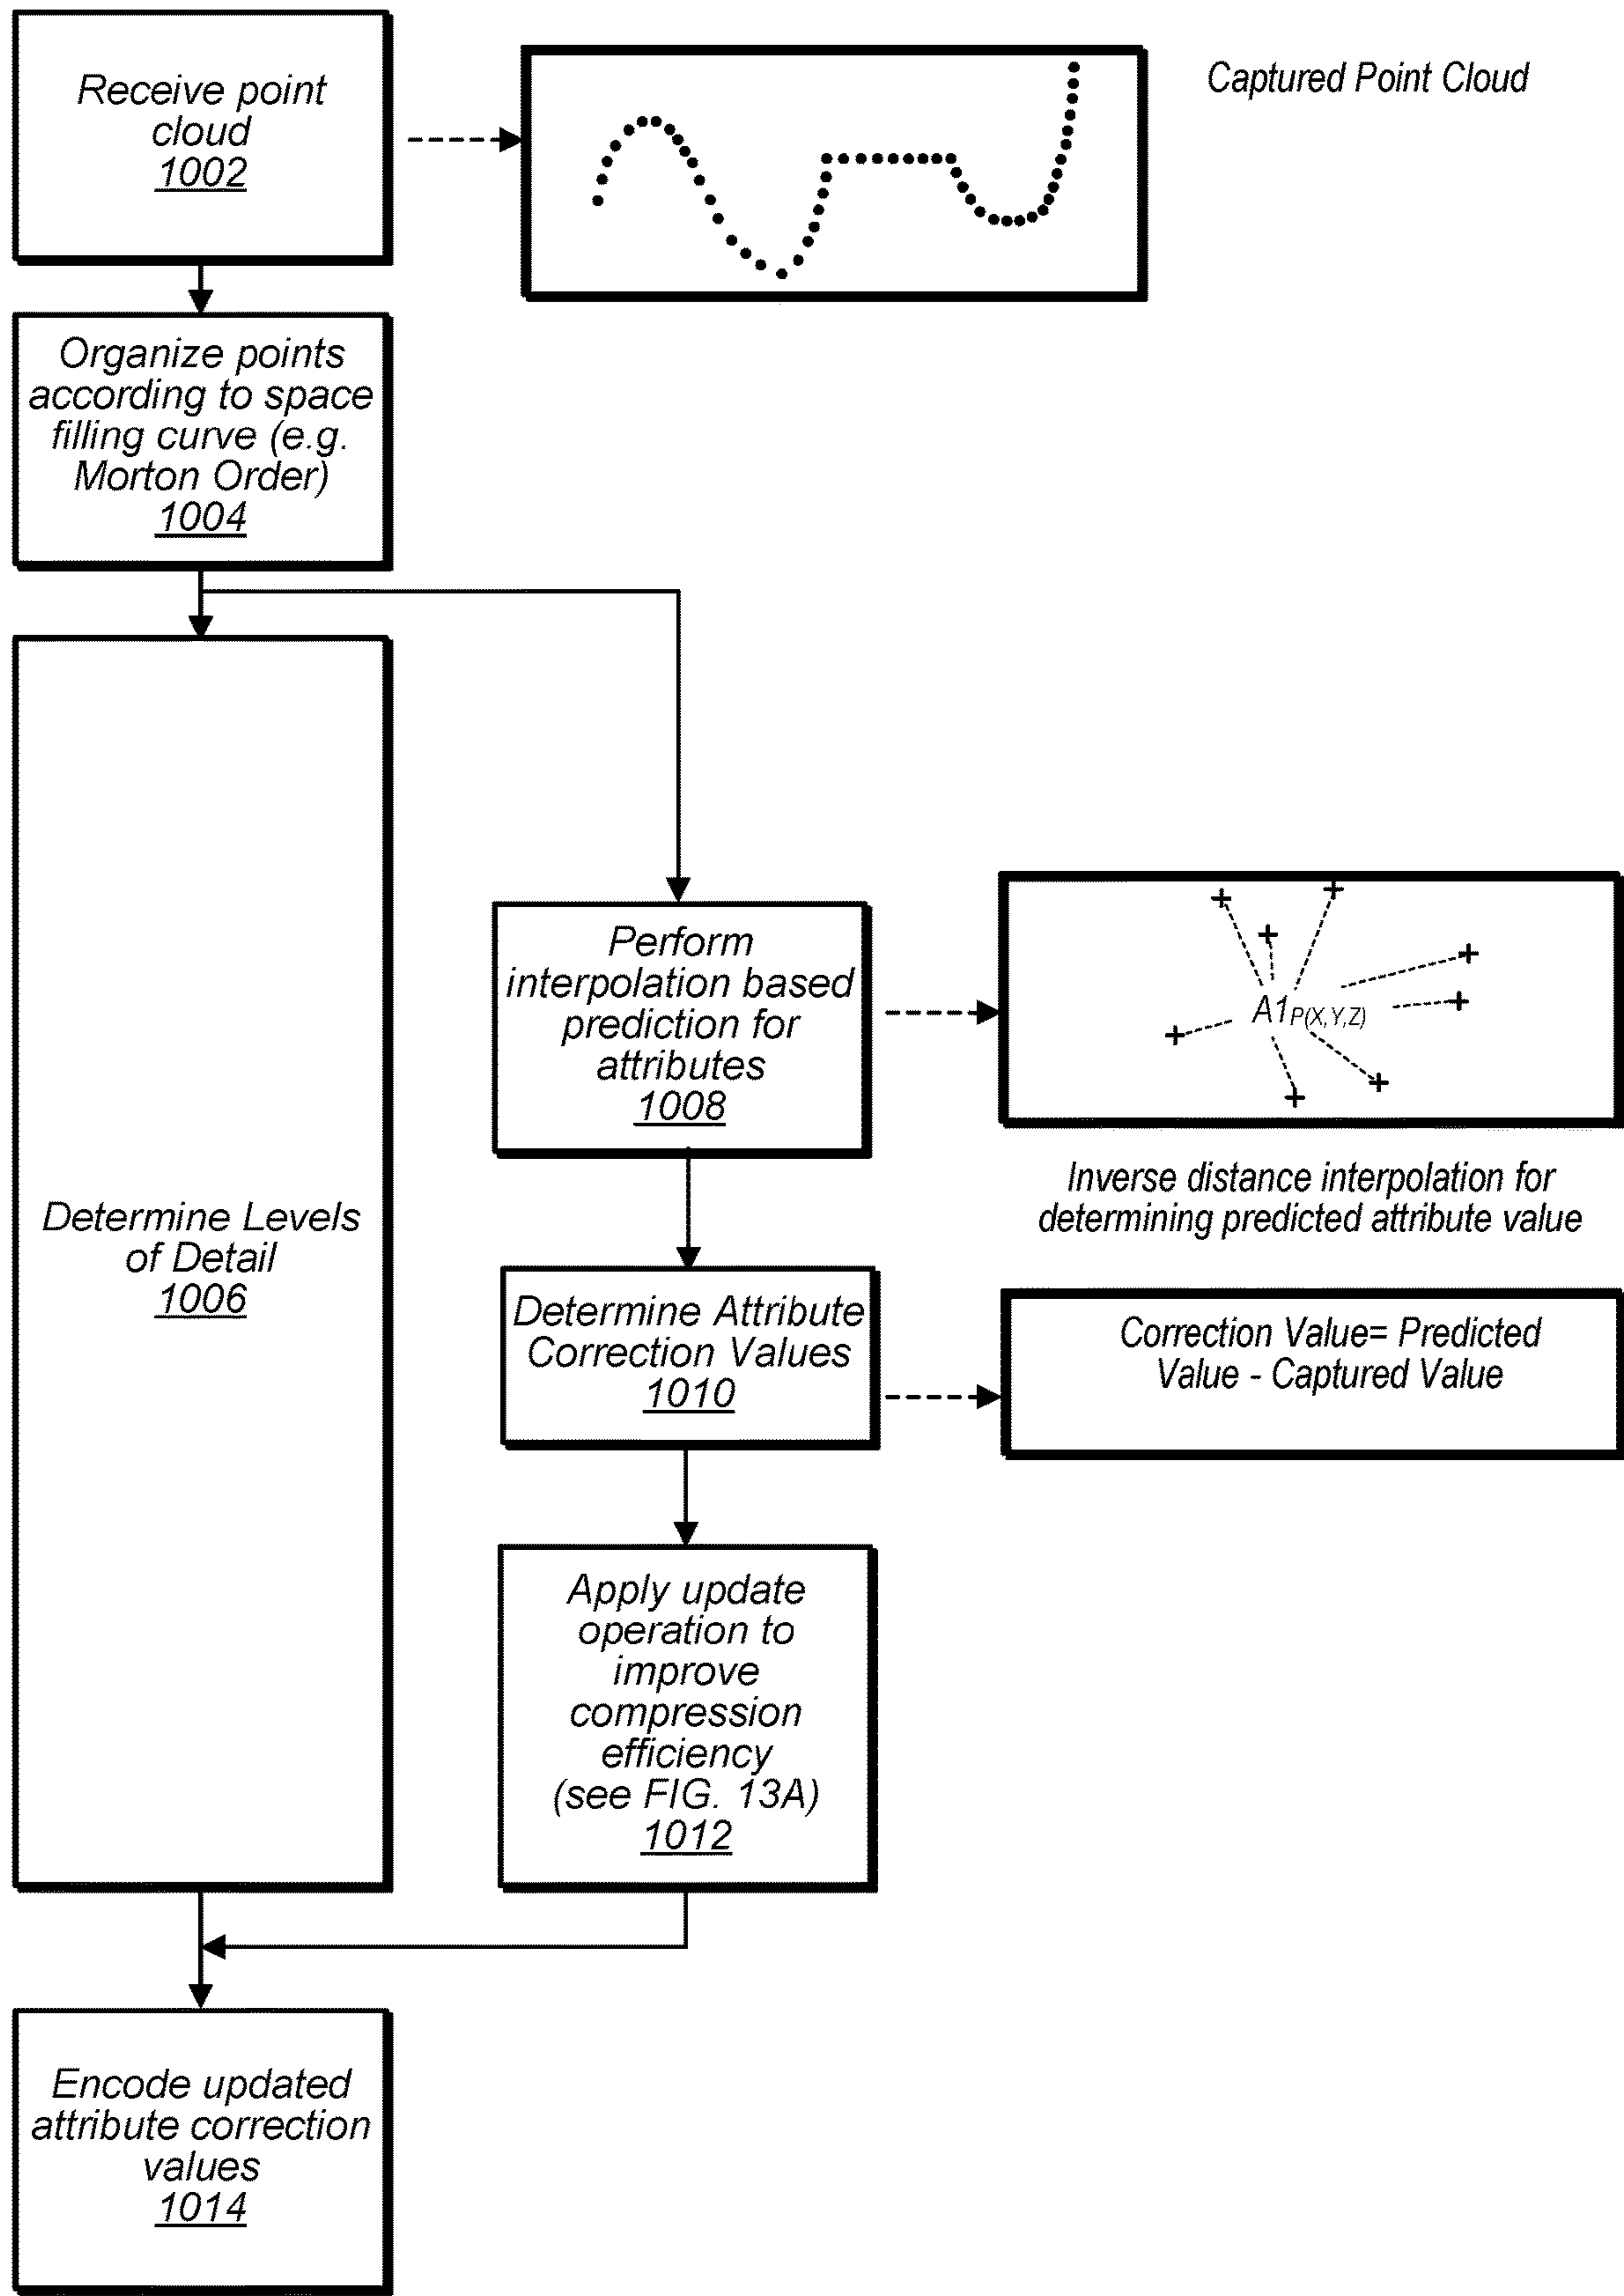 Receive point
cloud
1002
Captured Point Cloud
Organize points
according to space
filling curve (e.g.
Morton Order)
1004
Determine Levels
of Detail
1006
Perform
interpolation based
prediction for
attributes
1008
A1P(X,Y,Z)
Inverse distance interpolation for
determining predicted attribute value
Determine Attribute
Correction Values
1010
Correction Value= Predicted
Value - Captured Value
Apply update
operation to
improve
compression
efficiency
(see FIG. 13A)
1012
Encode updated
attribute correction
values
1014